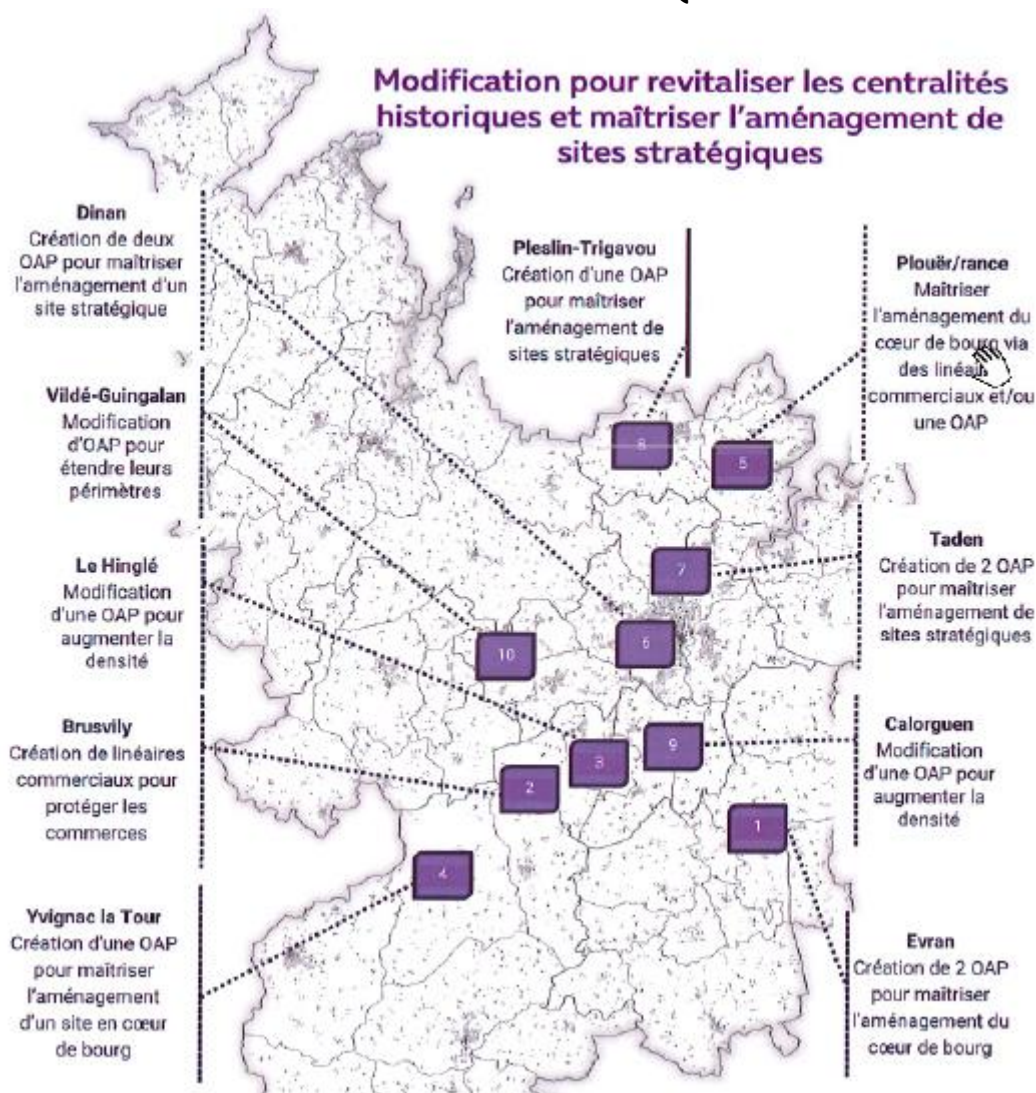 Modification pour revitaliser les centralités
historiques et maîtriser l'aménagement de
sites stratégiques
Dinan
Création de deux
OAP pour maîtriser
l'aménagement d'un
site stratégique
Vildé-Guingalan
Modification
d'OAP pour
étendre leurs
périmètres
Le Hinglé
Modification
d'une OAP pour
augmenter la
densité
Brusvily
Création de linéaires
commerciaux pour
protéger les
commerces
Yvignac la Tour
Création d'une OAP
pour maîtriser
l'aménagement
d'un site en cœur
de bourg
Pleslin-Trigavou
Création d'une OAP
pour maîtriser
l'aménagement de
sites stratégiques
Plouër/rance
Maîtriser
l'aménagement du
cœur de bourg via
des
commerciaux et/ou
une OAP
Taden
Création de 2 OAP
pour maîtriser
l'aménagement de
sites stratégiques
Calorguen
Modification
d'une OAP pour
augmenter la
densité
Evran
Création de 2 OAP
pour maîtriser
l'aménagement du
cœur de bourg
5
7
6
10
9
3
2
1
4